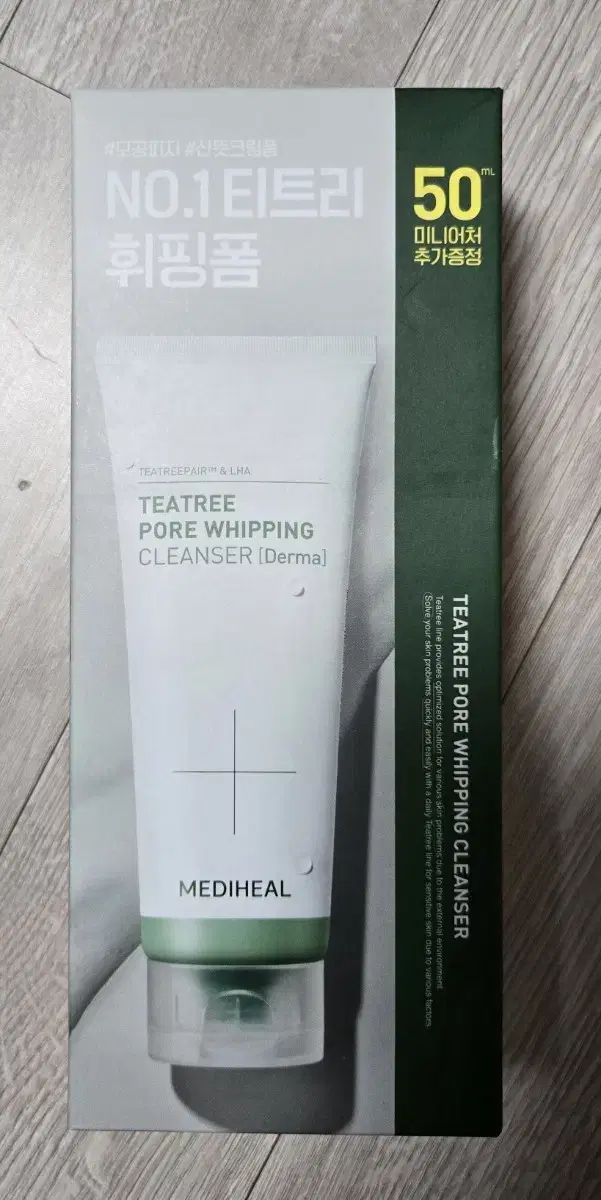 #모공피지 #산뜻크림폼
NO.1 티트리
휘핑폼
50mL
미니어처
추가증정
TEATREEPAIR™ & LHA
TEATREE
PORE WHIPPING
CLEANSER [Derma]
MEDIHEAL
TEATREE PORE WHIPPING CLEANSER
Teatree line provides optimized solution for various skin problems due to the external environment.
(Solve your skin problems quickly and easily with a daily Teatree line for sensitive skin due to various factors.